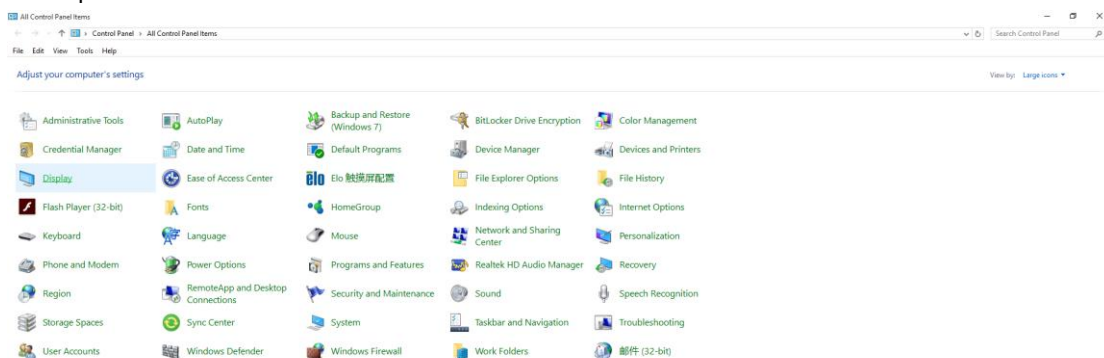 All Control Panel Items
Control Panel > All Control Panel Items
Search Control Panel
File Edit View Tools Help
Adjust your computer's settings
View by: Large icons
Administrative Tools
AutoPlay
Backup and Restore
(Windows 7)
BitLocker Drive Encryption
Color Management
Credential Manager
Date and Time
Default Programs
Device Manager
Devices and Printers
Display
Ease of Access Center
elo
Elo 触摸屏配置
File Explorer Options
File History
Flash Player (32-bit)
Fonts
HomeGroup
Indexing Options
Internet Options
Keyboard
Language
Mouse
Network and Sharing
Center
Personalization
Phone and Modem
Power Options
Programs and Features
Realtek HD Audio Manager
Recovery
Region
RemoteApp and Desktop
Connections
Security and Maintenance
Sound
Speech Recognition
Storage Spaces
Sync Center
System
Taskbar and Navigation
Troubleshooting
User Accounts
Windows Defender
Windows Firewall
Work Folders
邮件 (32-bit)